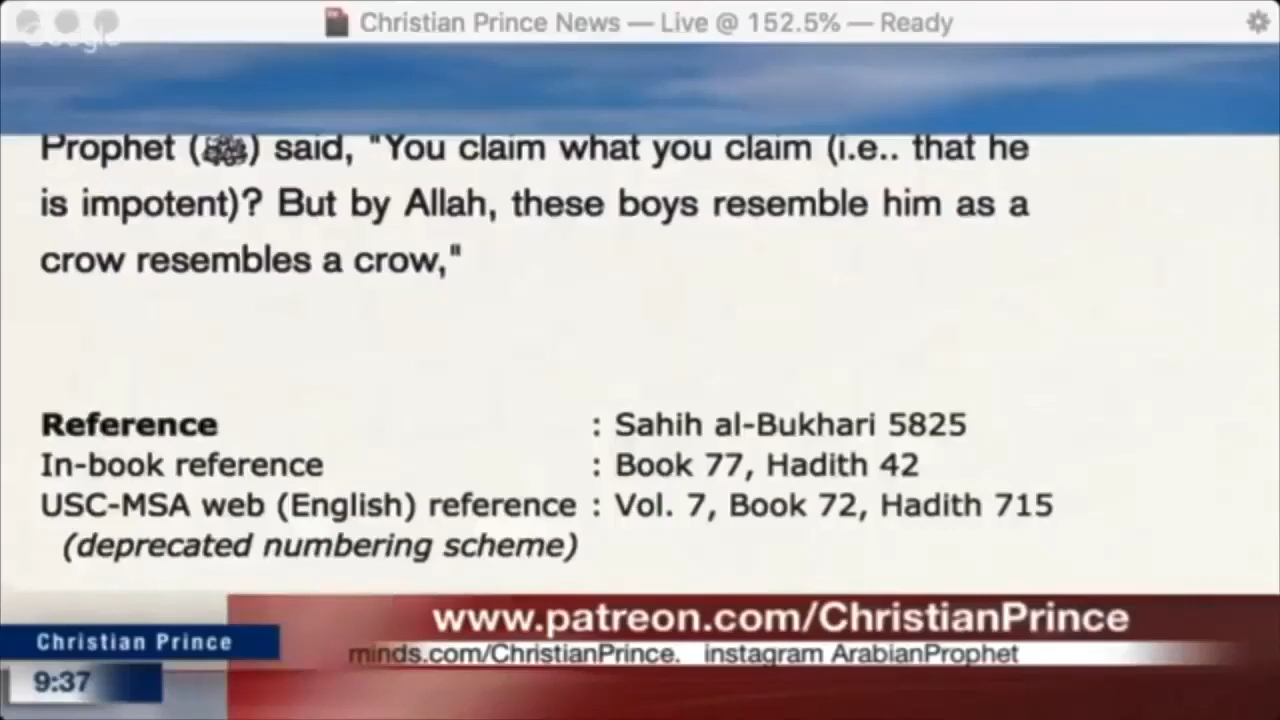 Christian Prince News — Live @ 152.5% — Ready
Google
Prophet (ﷺ) said, "You claim what you claim (i.e.. that he
is impotent)? But by Allah, these boys resemble him as a
crow resembles a crow,"
Reference : Sahih al-Bukhari 5825
In-book reference : Book 77, Hadith 42
USC-MSA web (English) reference : Vol. 7, Book 72, Hadith 715
(deprecated numbering scheme)
www.patreon.com/ChristianPrince
Christian Prince
minds.com/ChristianPrince. instagram ArabianProphet
9:37